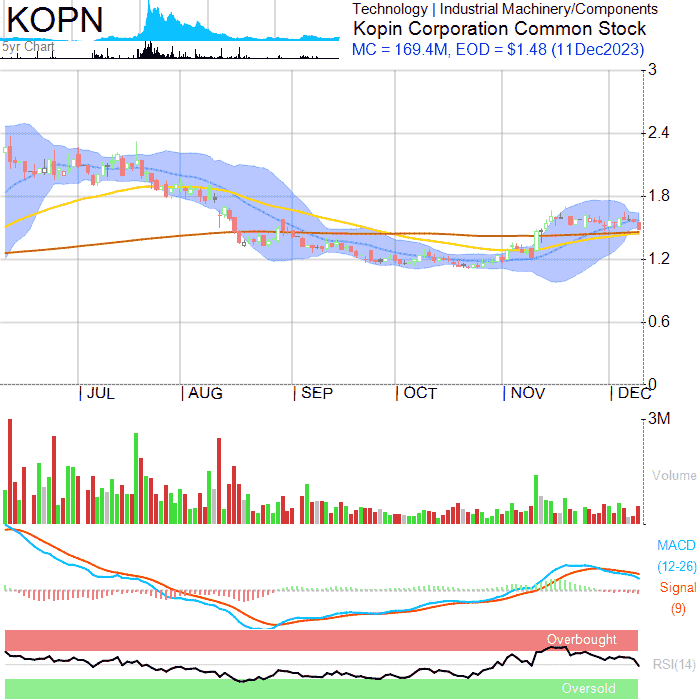 KOPN
Technology | Industrial Machinery/Components
Kopin Corporation Common Stock
MC = 169.4M, EOD = $1.48 (11Dec2023)
5yr Chart
3
2.4
1.8
1.2
0.6
0
| JUL | AUG | SEP | OCT | NOV | DEC
3M
Volume
MACD
(12-26)
Signal
(9)
Overbought
RSI(14)
Oversold